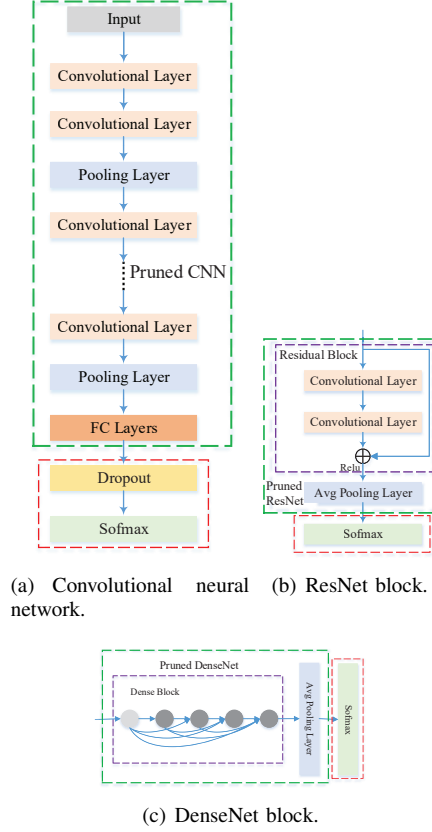 Input
Convolutional Layer
Convolutional Layer
Pooling Layer
Convolutional Layer
Pruned CNN
Convolutional Layer
Pooling Layer
FC Layers
Dropout
Sofmax
Residual Block
Convolutional Layer
Convolutional Layer
Relu
Pruned
ResNet
Avg Pooling Layer
Sofmax
(a) Convolutional neural
network.
(b) ResNet block.
Pruned DenseNet
Dense Block
Avg Pooling Layer
Sofmax
(c) DenseNet block.